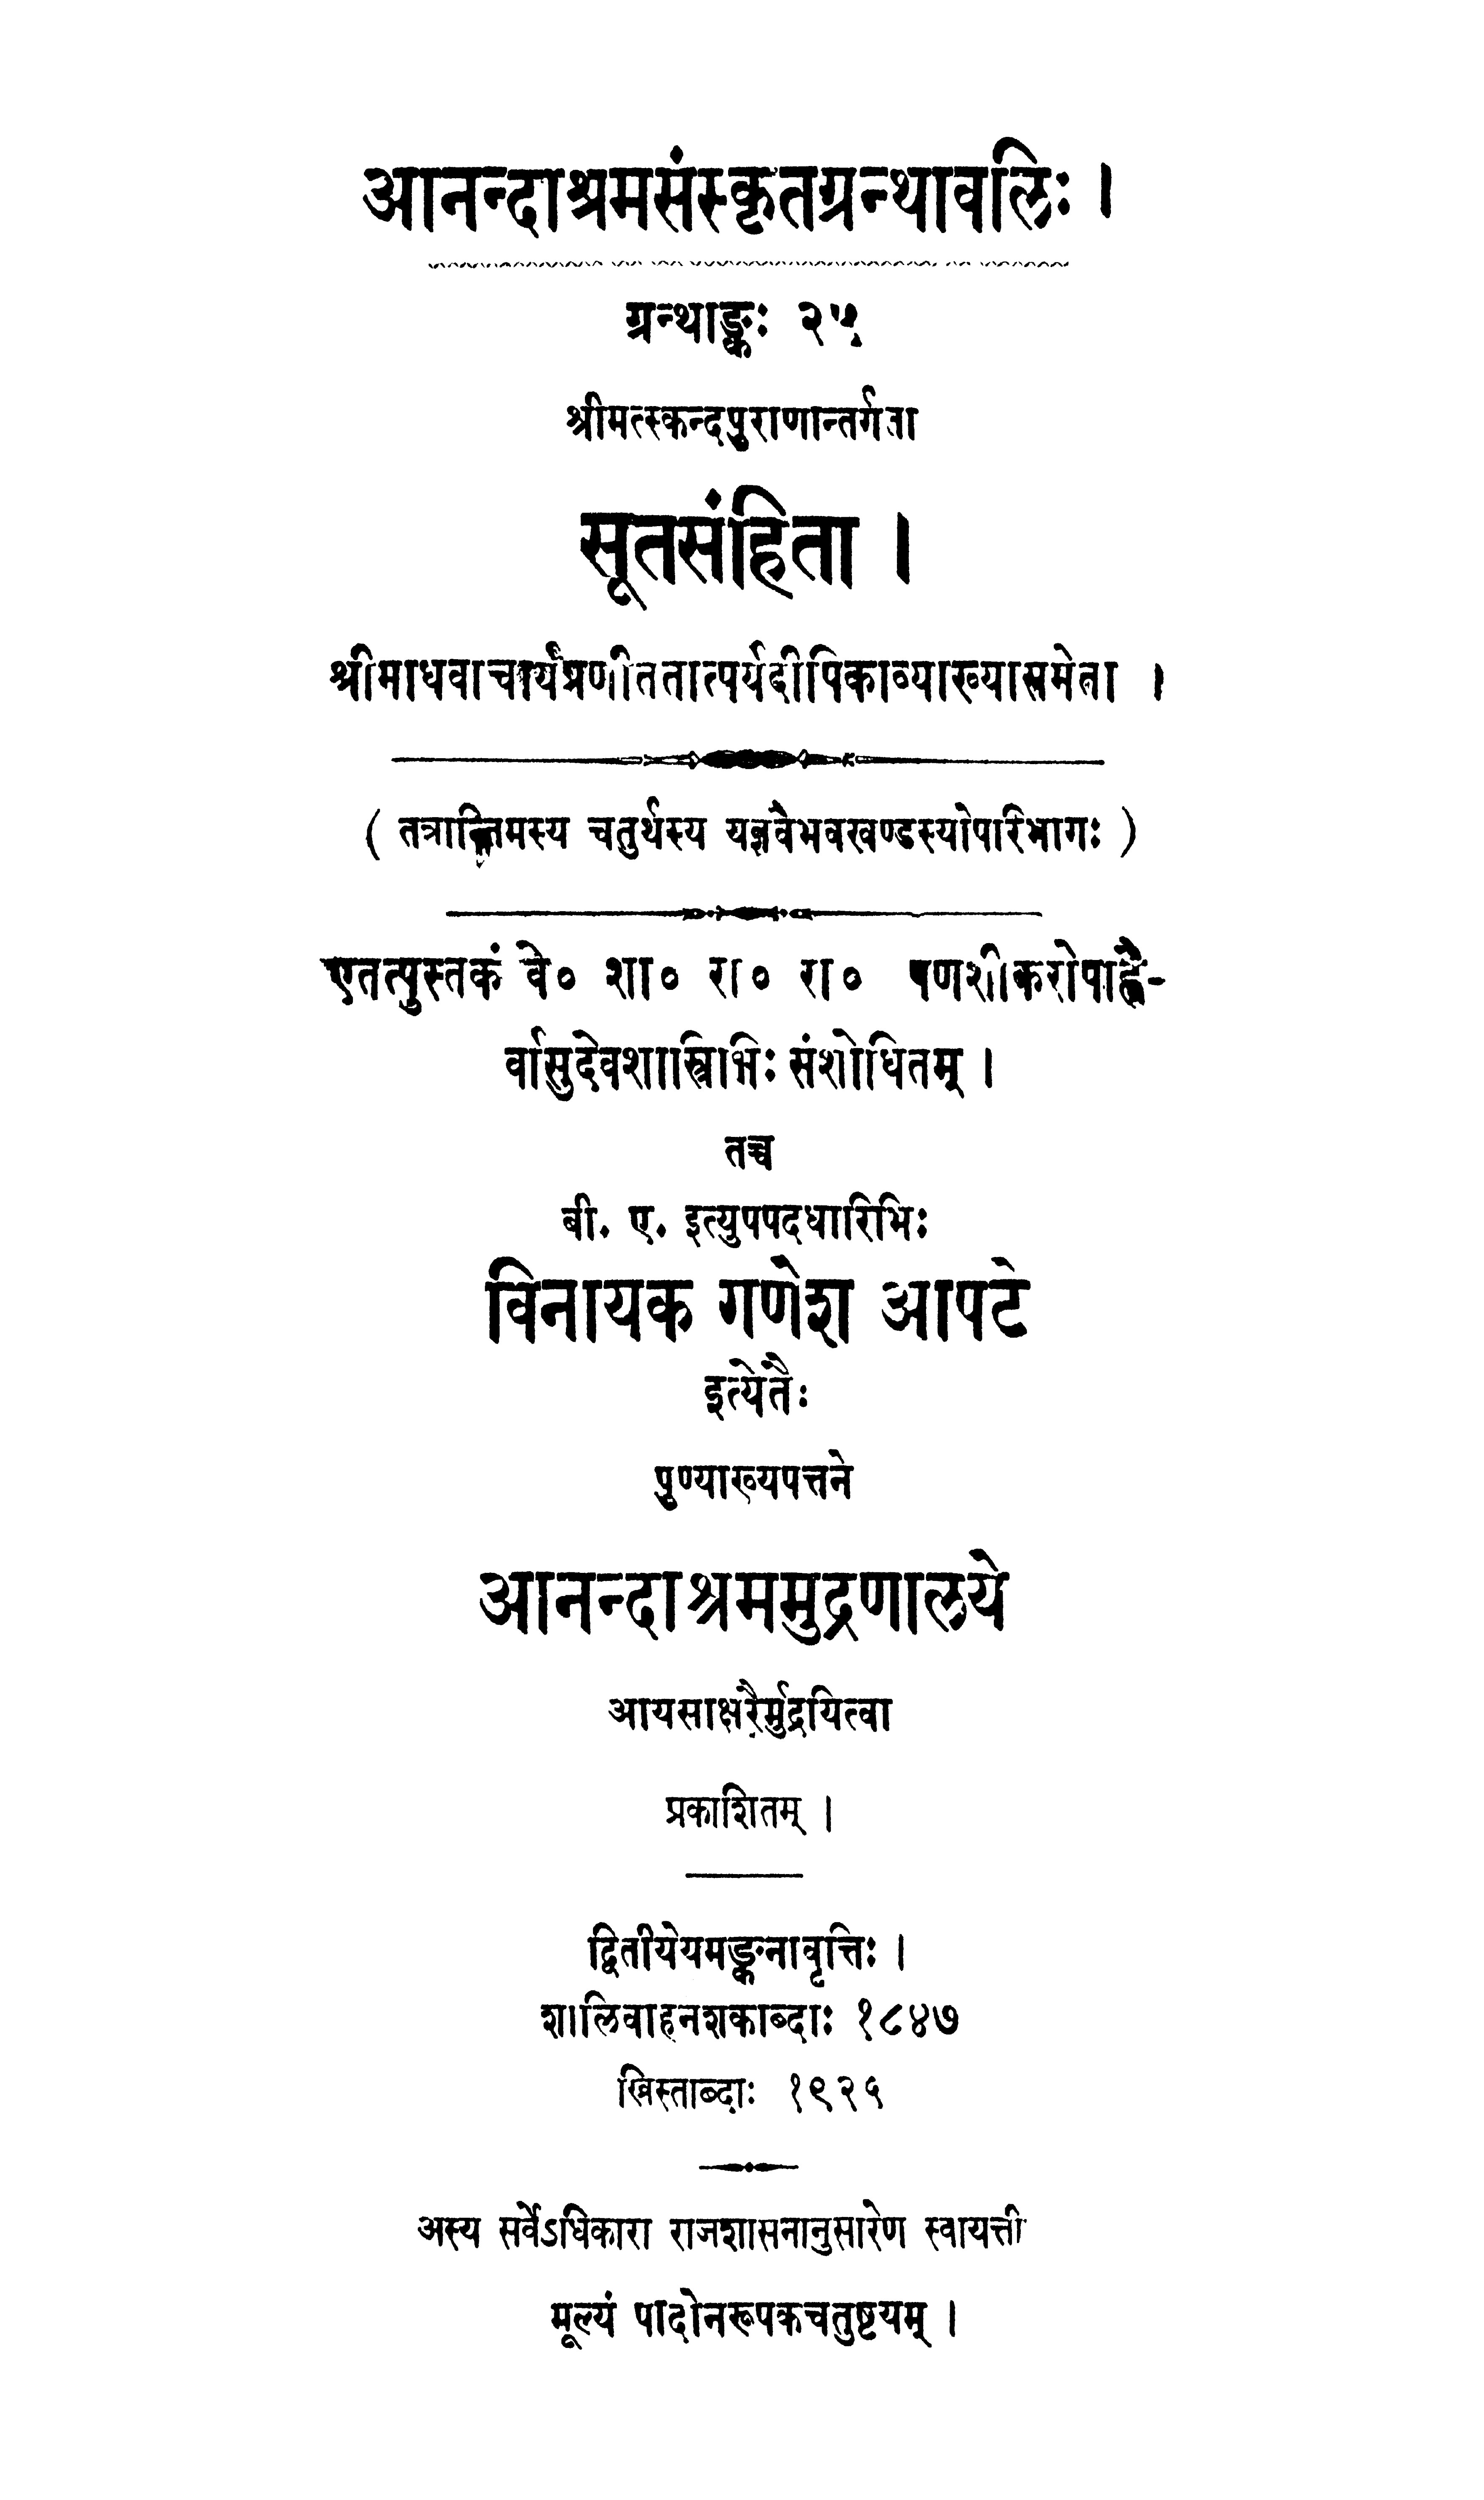 आनन्दाश्रमसंस्कृतग्रन्थावलिः ।
ग्रन्थाङ्कः २५
श्रीमत्स्कन्दपुराणान्तर्गता
सूतसंहिता ।
श्रीमाधवाचार्यप्रणीततात्पर्यदीपिकाव्याख्यासमेता ।
( तत्रान्तिमस्य चतुर्थस्य यज्ञवैभवखण्डस्योपरिभागः )
एतत्पुस्तकं वे० शा० रा० रा० पणशीकरोपाह्वै-
र्वासुदेवशास्त्रिभिः संशोधितम् ।
तच्च
बी. ए. इत्युपपदधारिभिः
विनायक गणेश आपटे
इत्येतैः
पुण्याख्यपत्तने
आनन्दाश्रममुद्रणालये
आयसाक्षरैर्मुद्रयित्वा
प्रकाशितम् ।
द्वितीयेयमङ्कनावृत्तिः ।
शालिवाहनशकाब्दाः १८४७
ख्रिस्ताब्दाः १९२५
अस्य सर्वेऽधिकारा राजशासनानुसारेण स्वायत्ती
मूल्यं पादोनरूपकचतुष्टयम् ।